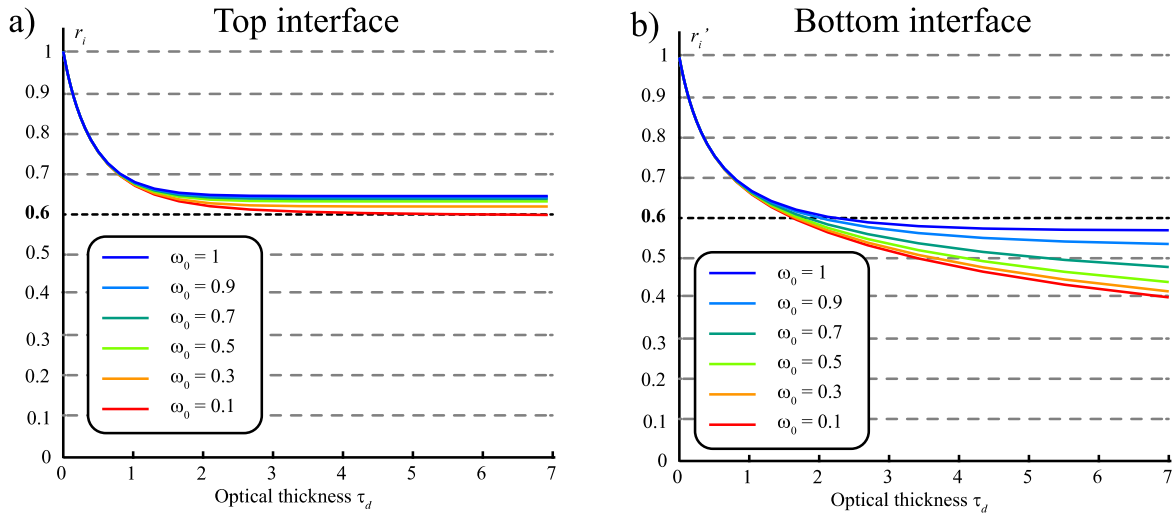 a) Top interface
r_i
1
0.9
0.8
0.7
0.6
0.5
0.4
0.3
0.2
0.1
0
0 1 2 3 4 5 6 7
Optical thickness τ_d
ω_0 = 1
ω_0 = 0.9
ω_0 = 0.7
ω_0 = 0.5
ω_0 = 0.3
ω_0 = 0.1
b) Bottom interface
r_i’
1
0.9
0.8
0.7
0.6
0.5
0.4
0.3
0.2
0.1
0
0 1 2 3 4 5 6 7
Optical thickness τ_d
ω_0 = 1
ω_0 = 0.9
ω_0 = 0.7
ω_0 = 0.5
ω_0 = 0.3
ω_0 = 0.1